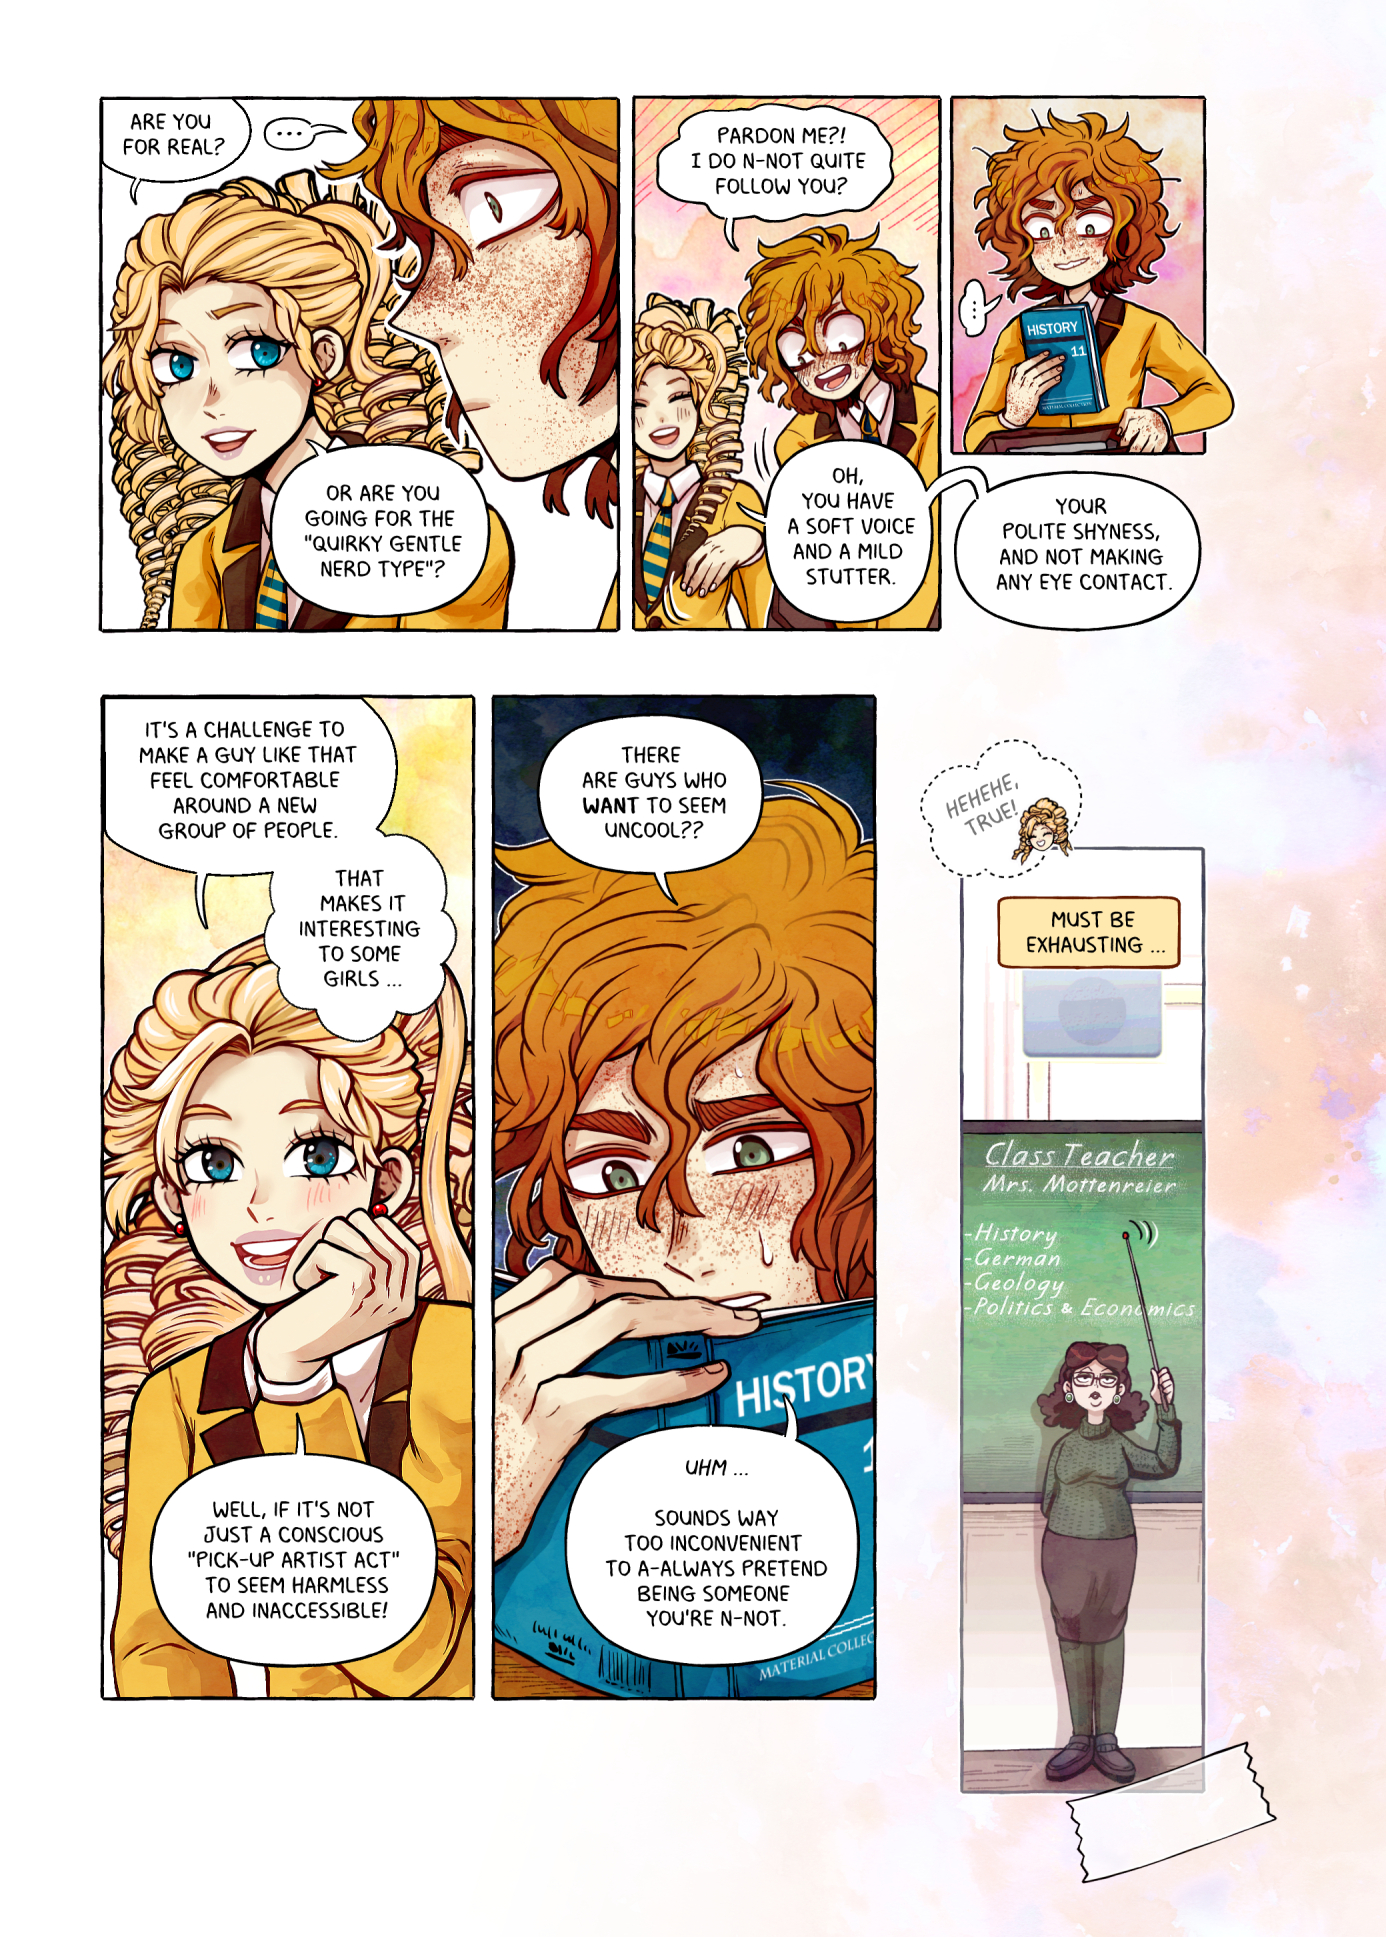 ARE YOU
FOR REAL?
...
OR ARE YOU
GOING FOR THE
"QUIRKY GENTLE
NERD TYPE"?
PARDON ME?!
I DO N-NOT QUITE
FOLLOW YOU?
OH,
YOU HAVE
A SOFT VOICE
AND A MILD
STUTTER.
...
HISTORY
11
MATERIAL COLLECTION
YOUR
POLITE SHYNESS,
AND NOT MAKING
ANY EYE CONTACT.
IT'S A CHALLENGE TO
MAKE A GUY LIKE THAT
FEEL COMFORTABLE
AROUND A NEW
GROUP OF PEOPLE.
THAT
MAKES IT
INTERESTING
TO SOME
GIRLS ...
WELL, IF IT'S NOT
JUST A CONSCIOUS
"PICK-UP ARTIST ACT"
TO SEEM HARMLESS
AND INACCESSIBLE!
THERE
ARE GUYS WHO
WANT TO SEEM
UNCOOL??
HISTORY
1
UHM ...
SOUNDS WAY
TOO INCONVENIENT
TO A-ALWAYS PRETEND
BEING SOMEONE
YOU'RE N-NOT.
MATERIAL COLLEC
HEHEHE,
TRUE!
MUST BE
EXHAUSTING ...
Class Teacher
Mrs. Mottenreier
-History
-German
-Geology
-Politics & Economics